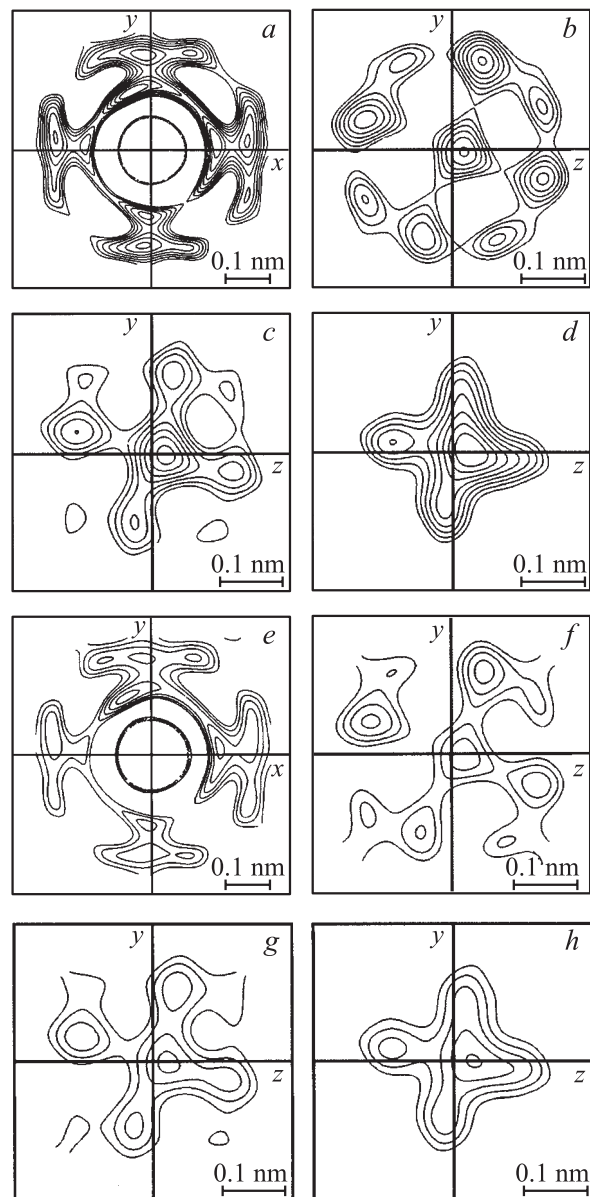 y a y b
x z
0.1 nm 0.1 nm
y c y d
z z
0.1 nm 0.1 nm
y e y f
x z
0.1 nm 0.1 nm
y g y h
z z
0.1 nm 0.1 nm